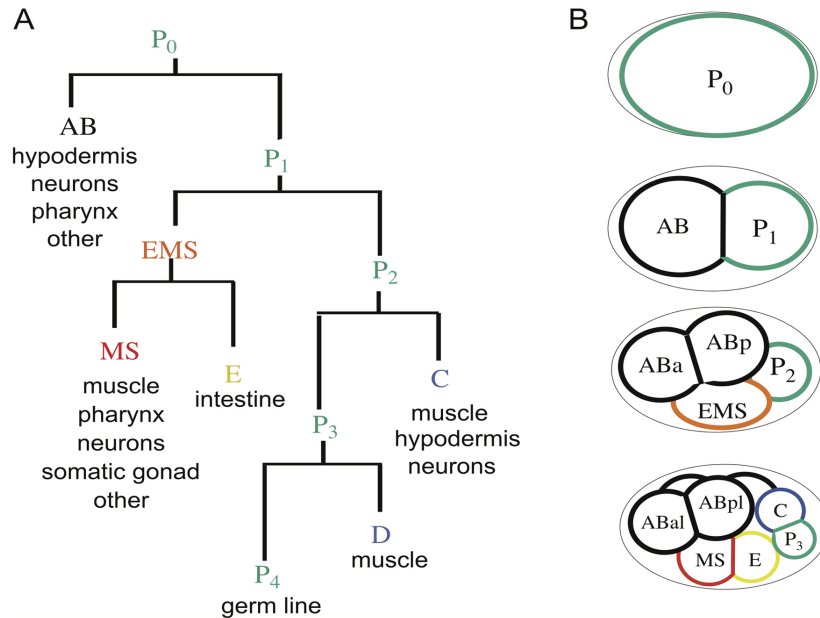 A
P0
AB
hypodermis
neurons
pharynx
other
P1
EMS
P2
MS
muscle
pharynx
neurons
somatic gonad
other
E
intestine
C
muscle
hypodermis
neurons
P3
D
muscle
P4
germ line
B
P0
AB
P1
ABa
ABp
P2
EMS
ABal
ABpl
C
P3
MS
E